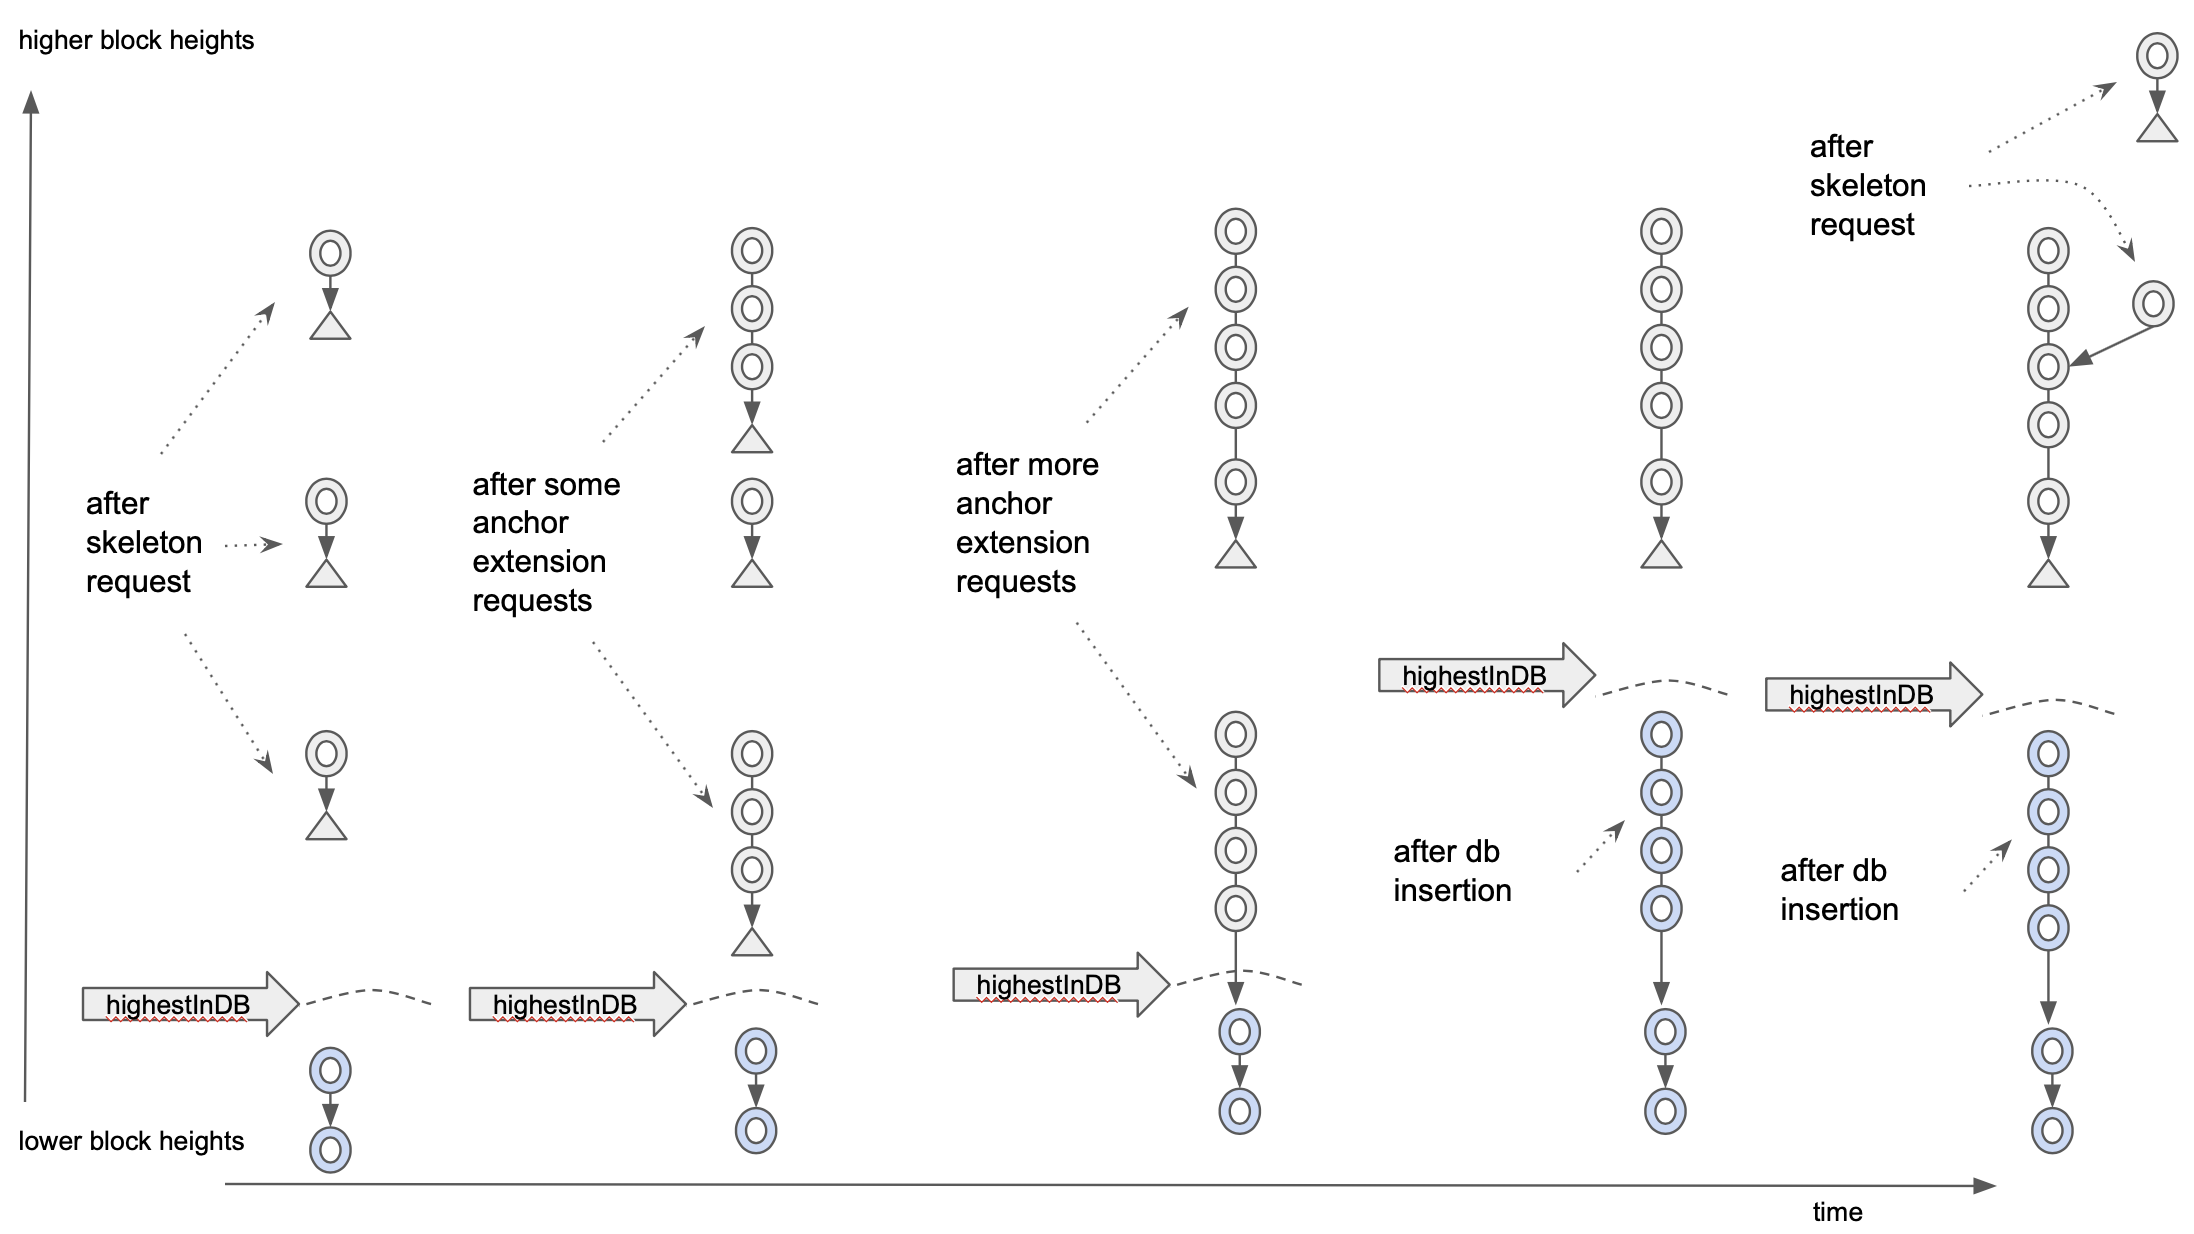 higher block heights
after
skeleton
request
after
skeleton
request
after some
anchor
extension
requests
after more
anchor
extension
requests
highestInDB
highestInDB
after db
insertion
after db
insertion
highestInDB
highestInDB
highestInDB
lower block heights
time